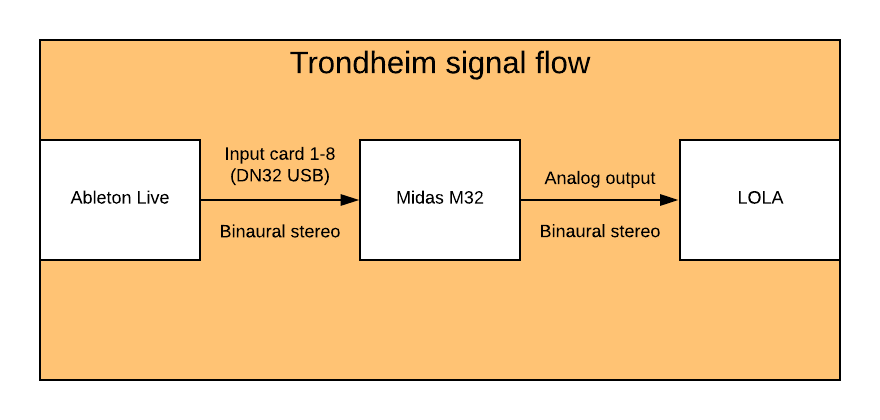 Trondheim signal flow
Input card 1-8
(DN32 USB)
Analog output
Ableton Live
Midas M32
LOLA
Binaural stereo
Binaural stereo